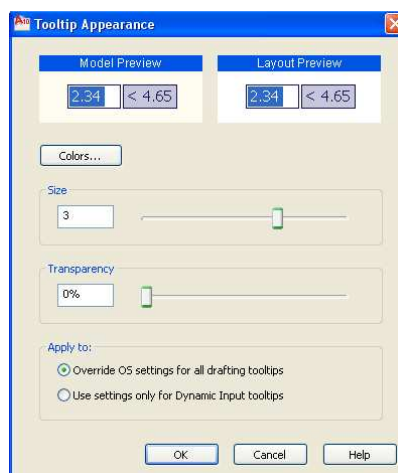 Tooltip Appearance
Model Preview Layout Preview
2.34 < 4.65 2.34 < 4.65
Colors...
Size
3
Transparency
0%
Apply to:
Override OS settings for all drafting tooltips
Use settings only for Dynamic Input tooltips
OK Cancel Help